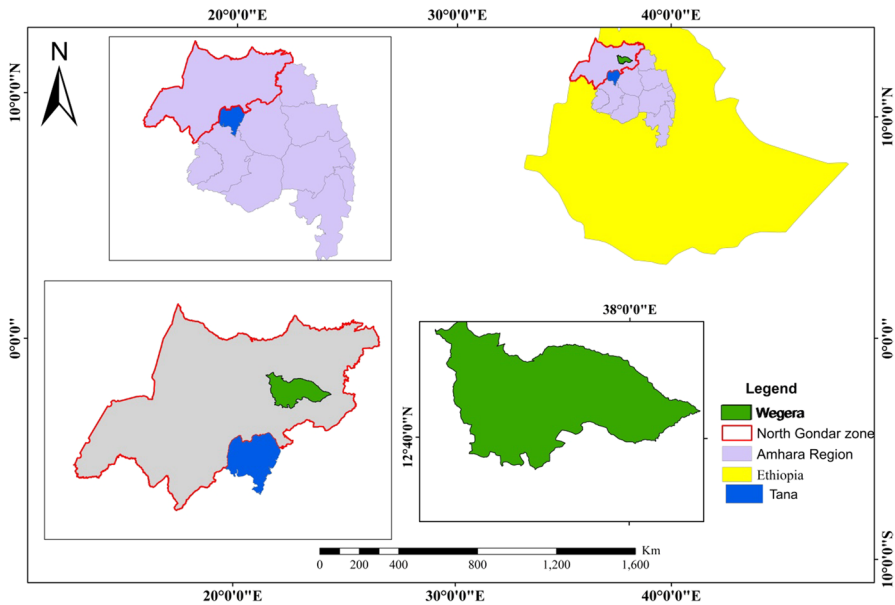 20°0'0"E 30°0'0"E 40°0'0"E
N
10°0'0"N
10°0'0"N
38°0'0"E
0°0'0"
0°0'0"
12°40'0"N
Legend
Wegera
North Gondar zone
Amhara Region
Ethiopia
Tana
Km
0 200 400 800 1,200 1,600
10°0'0"S
20°0'0"E 30°0'0"E 40°0'0"E